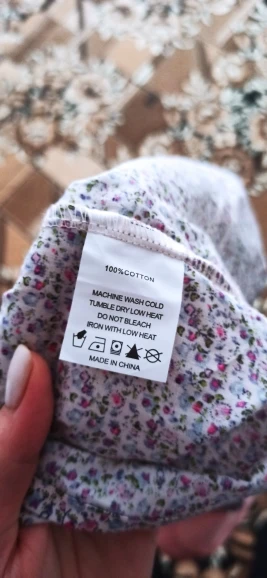 100%COTTON
MACHINE WASH COLD
TUMBLE DRY LOW HEAT
DO NOT BLEACH
IRON WITH LOW HEAT
MADE IN CHINA